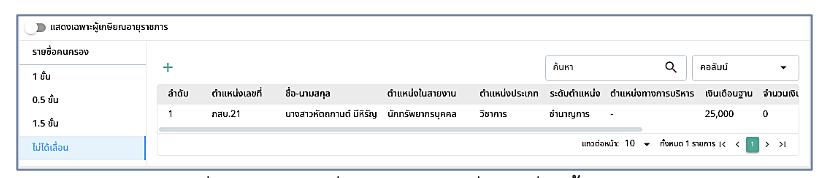 แสดงเฉพาะผู้เกษียณอายุราชการ
รายชื่อคนครอง
1 ขั้น
0.5 ขั้น
1.5 ขั้น
ไม่ได้เลื่อน
ค้นหา คอลัมน์
ลำดับ ตำแหน่งเลขที่ ชื่อ-นามสกุล ตำแหน่งในสายงาน ตำแหน่งประเภท ระดับตำแหน่ง ตำแหน่งทางการบริหาร เงินเดือนฐาน จำนวนเงิน
1 กสบ.21 นางสาวหัตถกานต์ มีหิรัญ นักทรัพยากรบุคคล วิชาการ ชำนาญการ - 25,000 0
แถวต่อหน้า: 10 ทั้งหมด 1 รายการ 1